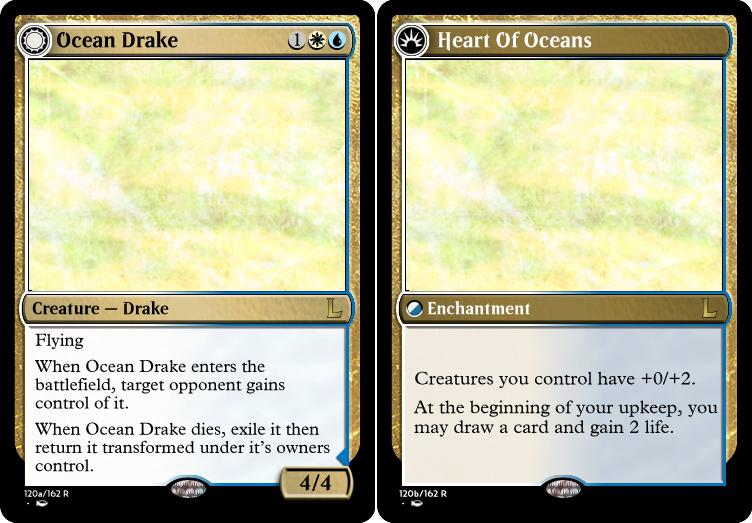 Ocean Drake 1
Creature — Drake L
Flying
When Ocean Drake enters the
battlefield, target opponent gains
control of it.
When Ocean Drake dies, exile it then
return it transformed under it's owners
control.
4/4
120a/162 R
Heart Of Oceans
Enchantment L
Creatures you control have +0/+2.
At the beginning of your upkeep, you
may draw a card and gain 2 life.
120b/162 R